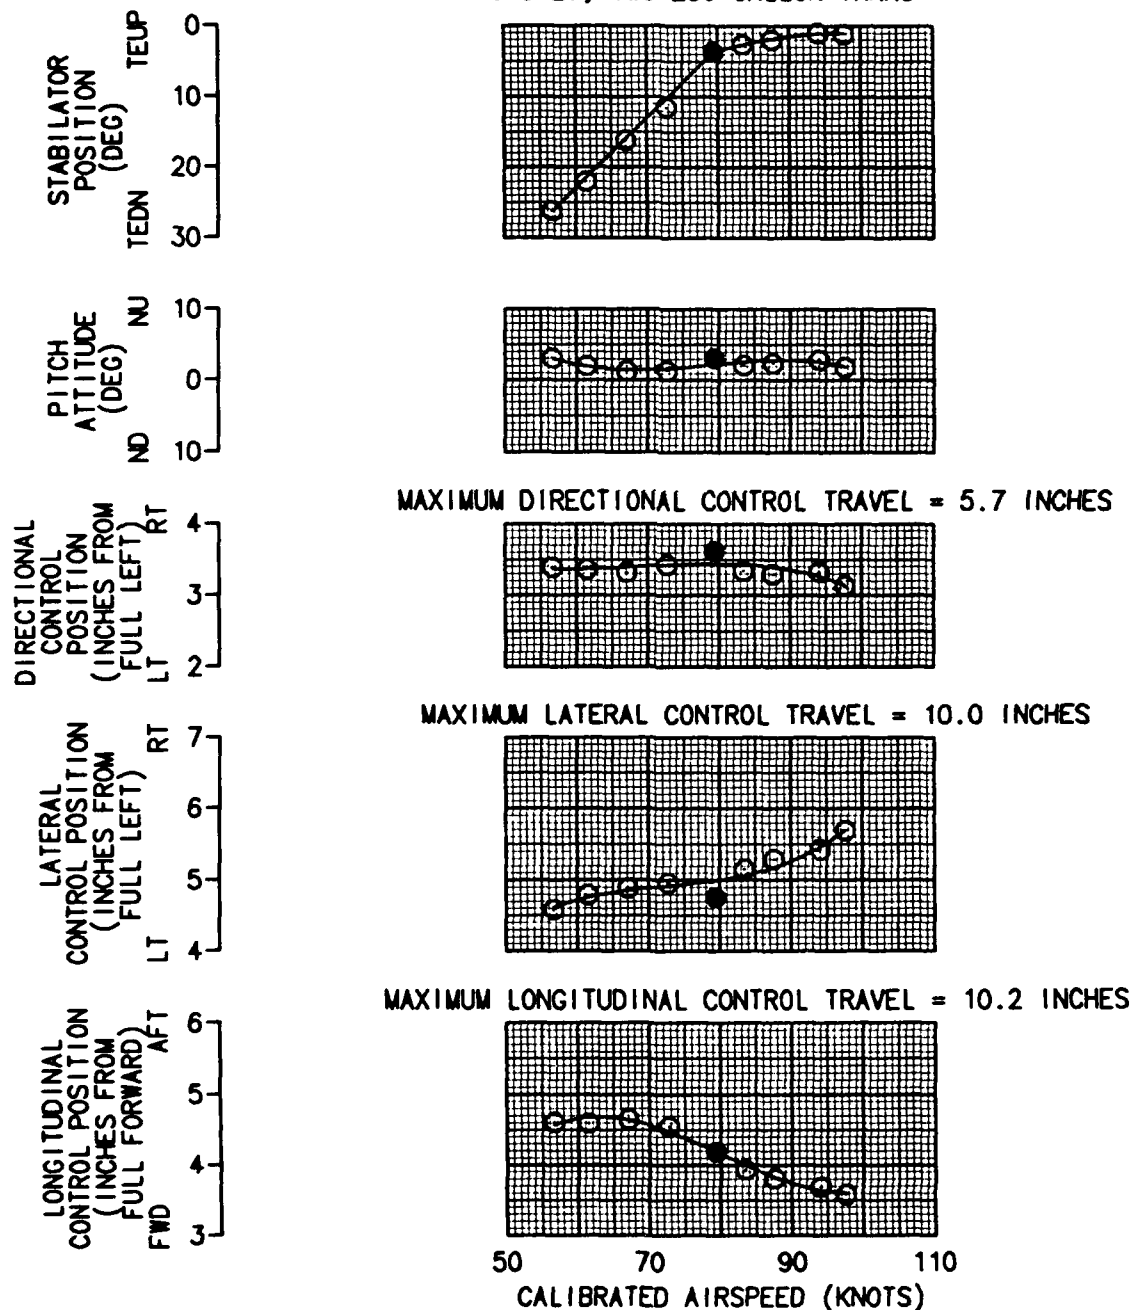 STABILATOR
POSITION
(DEG)
TEDN TEUP
0
10
20
30
PITCH
ATTITUDE
(DEG)
ND NU
10
0
10
MAXIMUM DIRECTIONAL CONTROL TRAVEL = 5.7 INCHES
DIRECTIONAL
CONTROL
POSITION
(INCHES FROM
FULL LEFT)
LT RT
4
3
2
MAXIMUM LATERAL CONTROL TRAVEL = 10.0 INCHES
LATERAL
CONTROL POSITION
(INCHES FROM
FULL LEFT)
LT RT
7
6
5
4
MAXIMUM LONGITUDINAL CONTROL TRAVEL = 10.2 INCHES
LONGITUDINAL
CONTROL POSITION
(INCHES FROM
FULL FORWARD)
FWD AFT
6
5
4
3
50 70 90 110
CALIBRATED AIRSPEED (KNOTS)